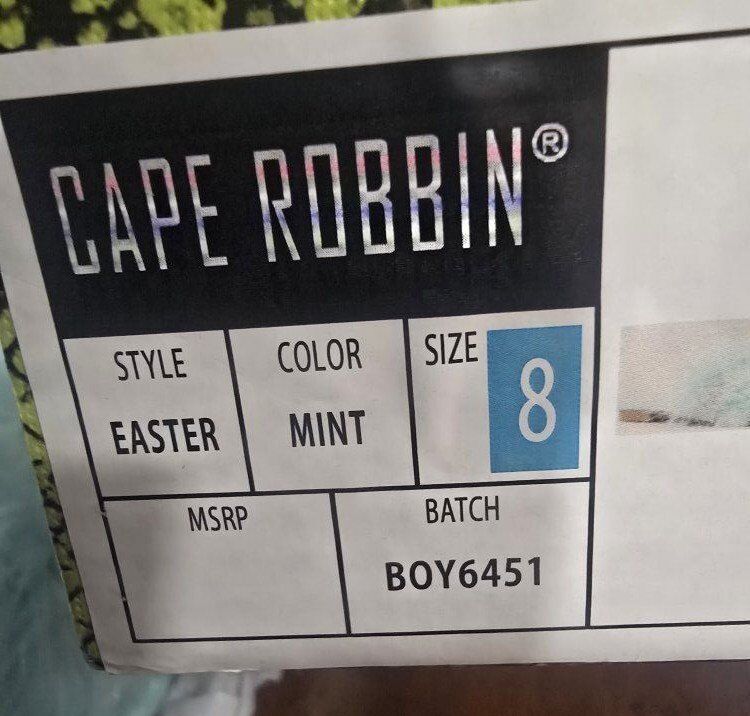 CAPE ROBBIN®
STYLE
EASTER
COLOR
MINT
SIZE
8
MSRP
BATCH
BOY6451